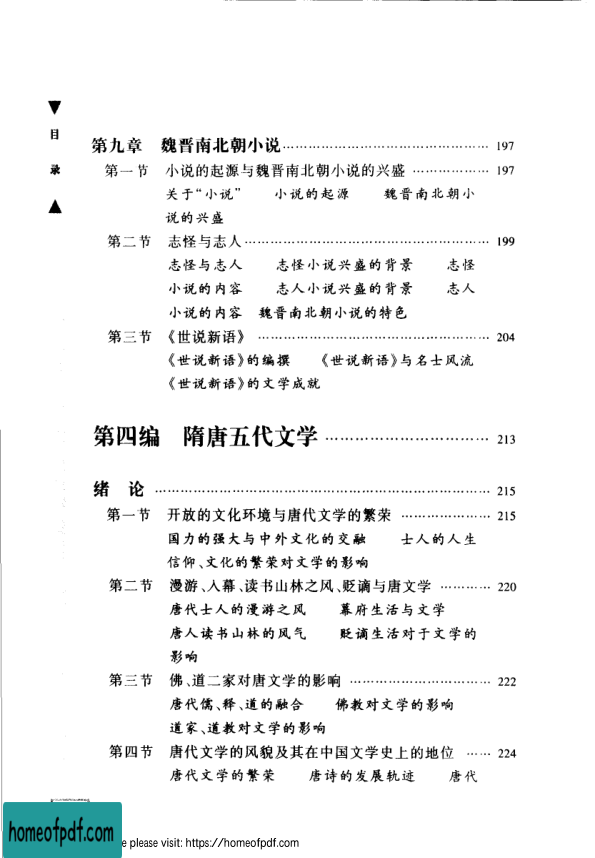 ▼
目
录
▲
第九章 魏晋南北朝小说……………………………………………… 197
第一节 小说的起源与魏晋南北朝小说的兴盛 ………………… 197
关于“小说” 小说的起源 魏晋南北朝小
说的兴盛
第二节 志怪与志人……………………………………………………… 199
志怪与志人 志怪小说兴盛的背景 志怪
小说的内容 志人小说兴盛的背景 志人
小说的内容 魏晋南北朝小说的特色
第三节 《世说新语》 …………………………………………………… 204
《世说新语》的编撰 《世说新语》与名士风流
《世说新语》的文学成就
第四编 隋唐五代文学 …………………………… 213
绪 论 …………………………………………………………………… 215
第一节 开放的文化环境与唐代文学的繁荣 ………………… 215
国力的强大与中外文化的交融 士人的人生
信仰、文化的繁荣对文学的影响
第二节 漫游、入幕、读书山林之风、贬谪与唐文学 ………… 220
唐代士人的漫游之风 幕府生活与文学
唐人读书山林的风气 贬谪生活对于文学的
影响
第三节 佛、道二家对唐文学的影响 …………………………… 222
唐代儒、释、道的融合 佛教对文学的影响
道家、道教对文学的影响
第四节 唐代文学的风貌及其在中国文学史上的地位 …… 224
唐代文学的繁荣 唐诗的发展轨迹 唐代
homeofpdf.com
e please visit: https://homeofpdf.com